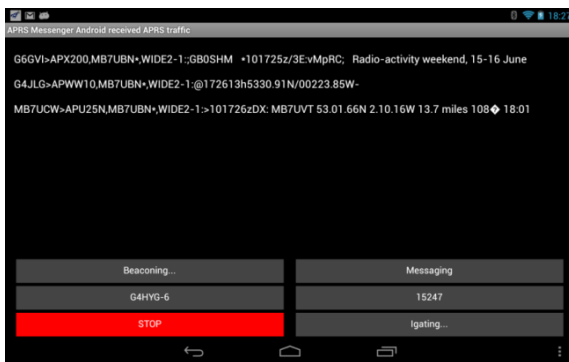 18:27
APRS Messenger Android received APRS traffic
G6GVI>APX200,MB7UBN*,WIDE2-1:;GB0SHM *101725z/3E:vMpRC; Radio-activity weekend, 15-16 June
G4JLG>APWW10,MB7UBN*,WIDE2-1:@172613h5330.91N/00223.85W-
MB7UCW>APU25N,MB7UBN*,WIDE2-1:>101726zDX: MB7UVT 53.01.66N 2.10.16W 13.7 miles 108� 18:01
Beaconing... Messaging
G4HYG-6 15247
STOP Igating...